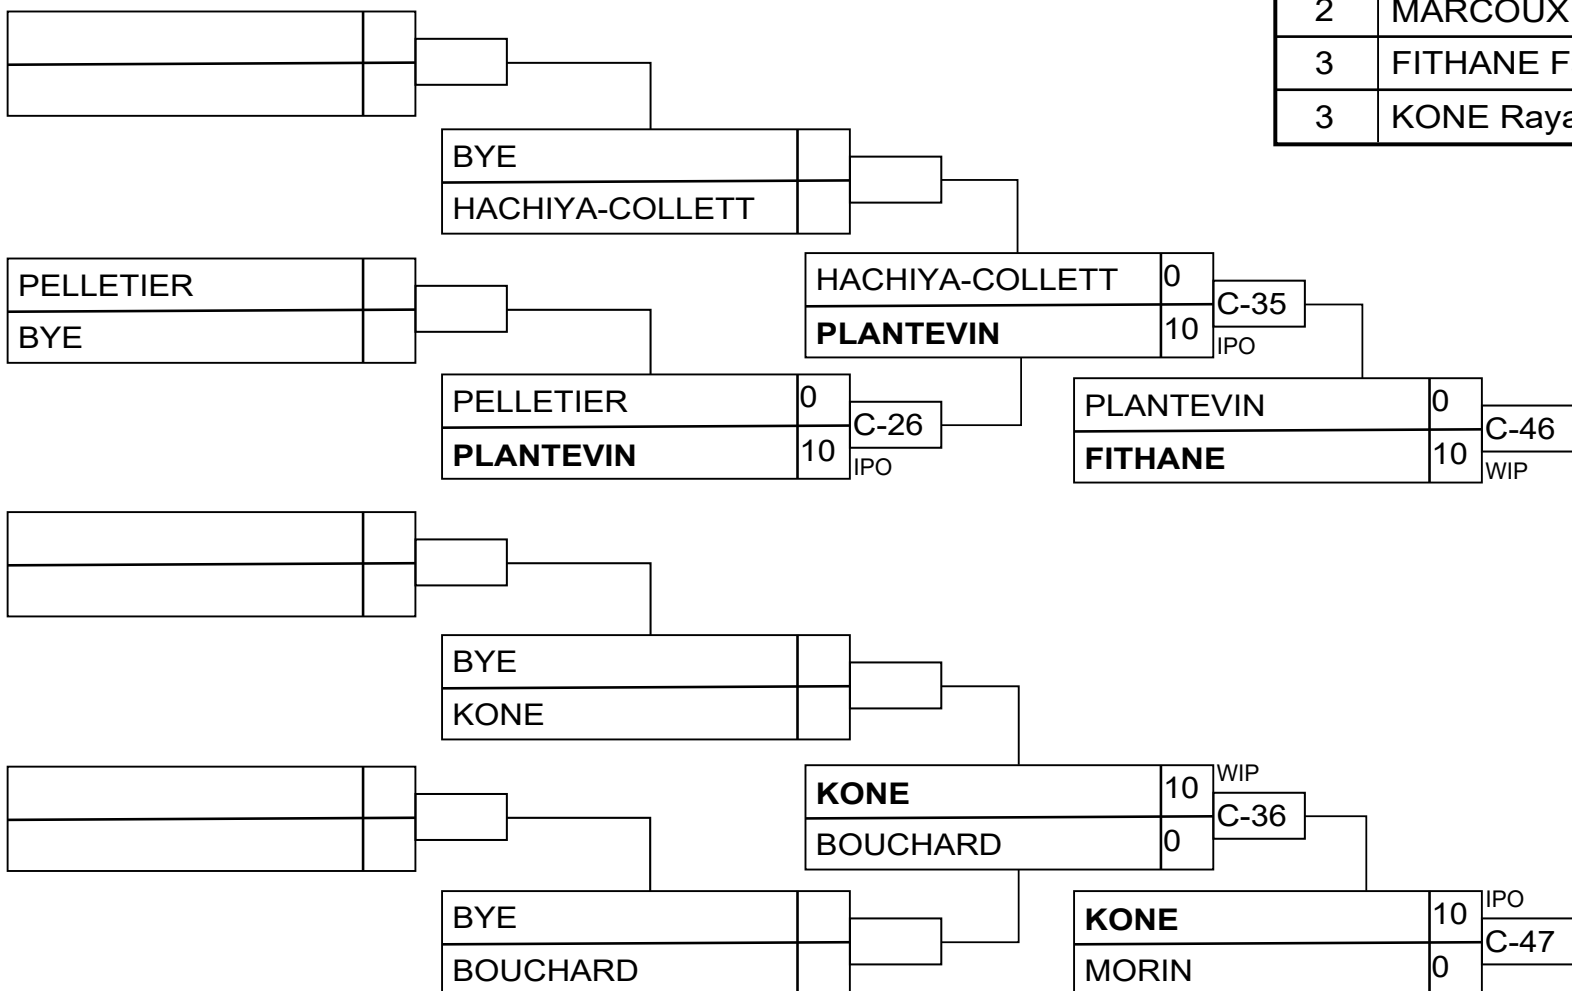 2 MARCOUX
3 FITHANE F
3 KONE Raya
BYE
HACHIYA-COLLETT
PELLETIER
BYE
HACHIYA-COLLETT 0
C-35
PLANTEVIN 10
IPO
PELLETIER 0
C-26
PLANTEVIN 10
IPO
PLANTEVIN 0
C-46
FITHANE 10
WIP
BYE
KONE
KONE 10
WIP
C-36
BOUCHARD 0
BYE
BOUCHARD
KONE 10
IPO
C-47
MORIN 0